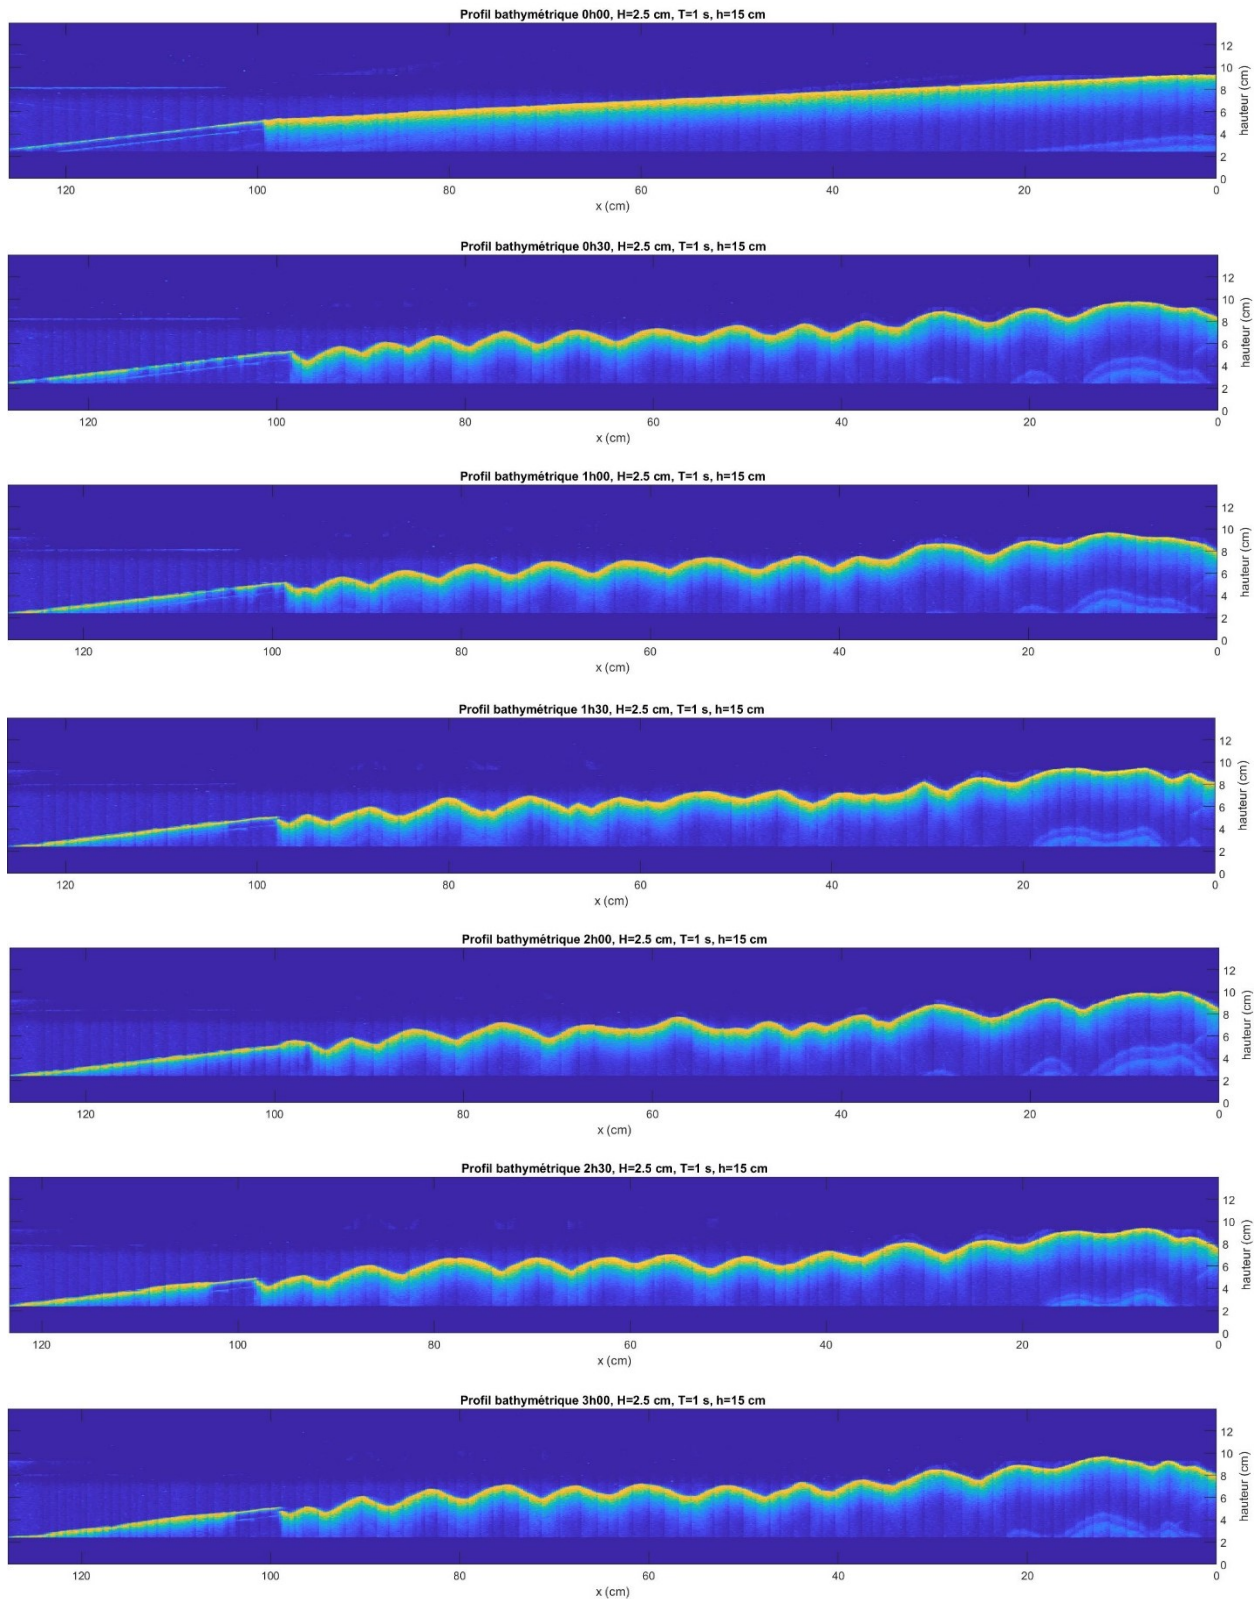 Profil bathymétrique 0h00, H=2.5 cm, T=1 s, h=15 cm
12
10
8
6
4
2
0
hauteur (cm)
120 100 80 60 40 20 0
x (cm)
Profil bathymétrique 0h30, H=2.5 cm, T=1 s, h=15 cm
12
10
8
6
4
2
0
hauteur (cm)
120 100 80 60 40 20 0
x (cm)
Profil bathymétrique 1h00, H=2.5 cm, T=1 s, h=15 cm
12
10
8
6
4
2
0
hauteur (cm)
120 100 80 60 40 20 0
x (cm)
Profil bathymétrique 1h30, H=2.5 cm, T=1 s, h=15 cm
12
10
8
6
4
2
0
hauteur (cm)
120 100 80 60 40 20 0
x (cm)
Profil bathymétrique 2h00, H=2.5 cm, T=1 s, h=15 cm
12
10
8
6
4
2
0
hauteur (cm)
120 100 80 60 40 20 0
x (cm)
Profil bathymétrique 2h30, H=2.5 cm, T=1 s, h=15 cm
12
10
8
6
4
2
0
hauteur (cm)
120 100 80 60 40 20 0
x (cm)
Profil bathymétrique 3h00, H=2.5 cm, T=1 s, h=15 cm
12
10
8
6
4
2
0
hauteur (cm)
120 100 80 60 40 20 0
x (cm)